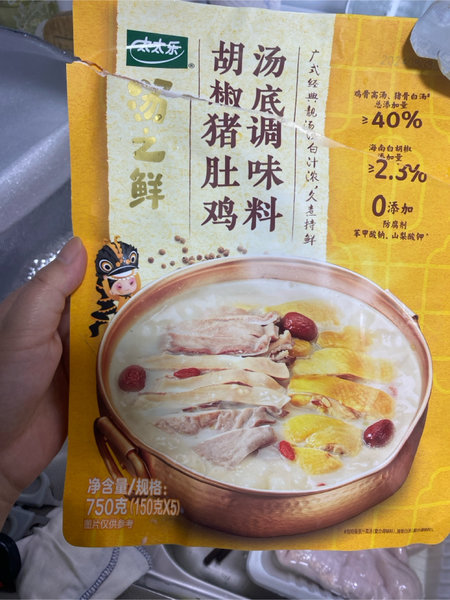 太太乐
®
汤之鲜
胡椒猪肚鸡
汤底调味料
广式经典靓汤
白汁浓 久煮持鲜
鸡骨高汤、猪骨白汤*
总添加量
≥40%
海南白胡椒
添加量
≥2.5%
0添加
防腐剂
苯甲酸钠、山梨酸钾*
净含量/规格:
750克(150克X5)
图片仅供参考